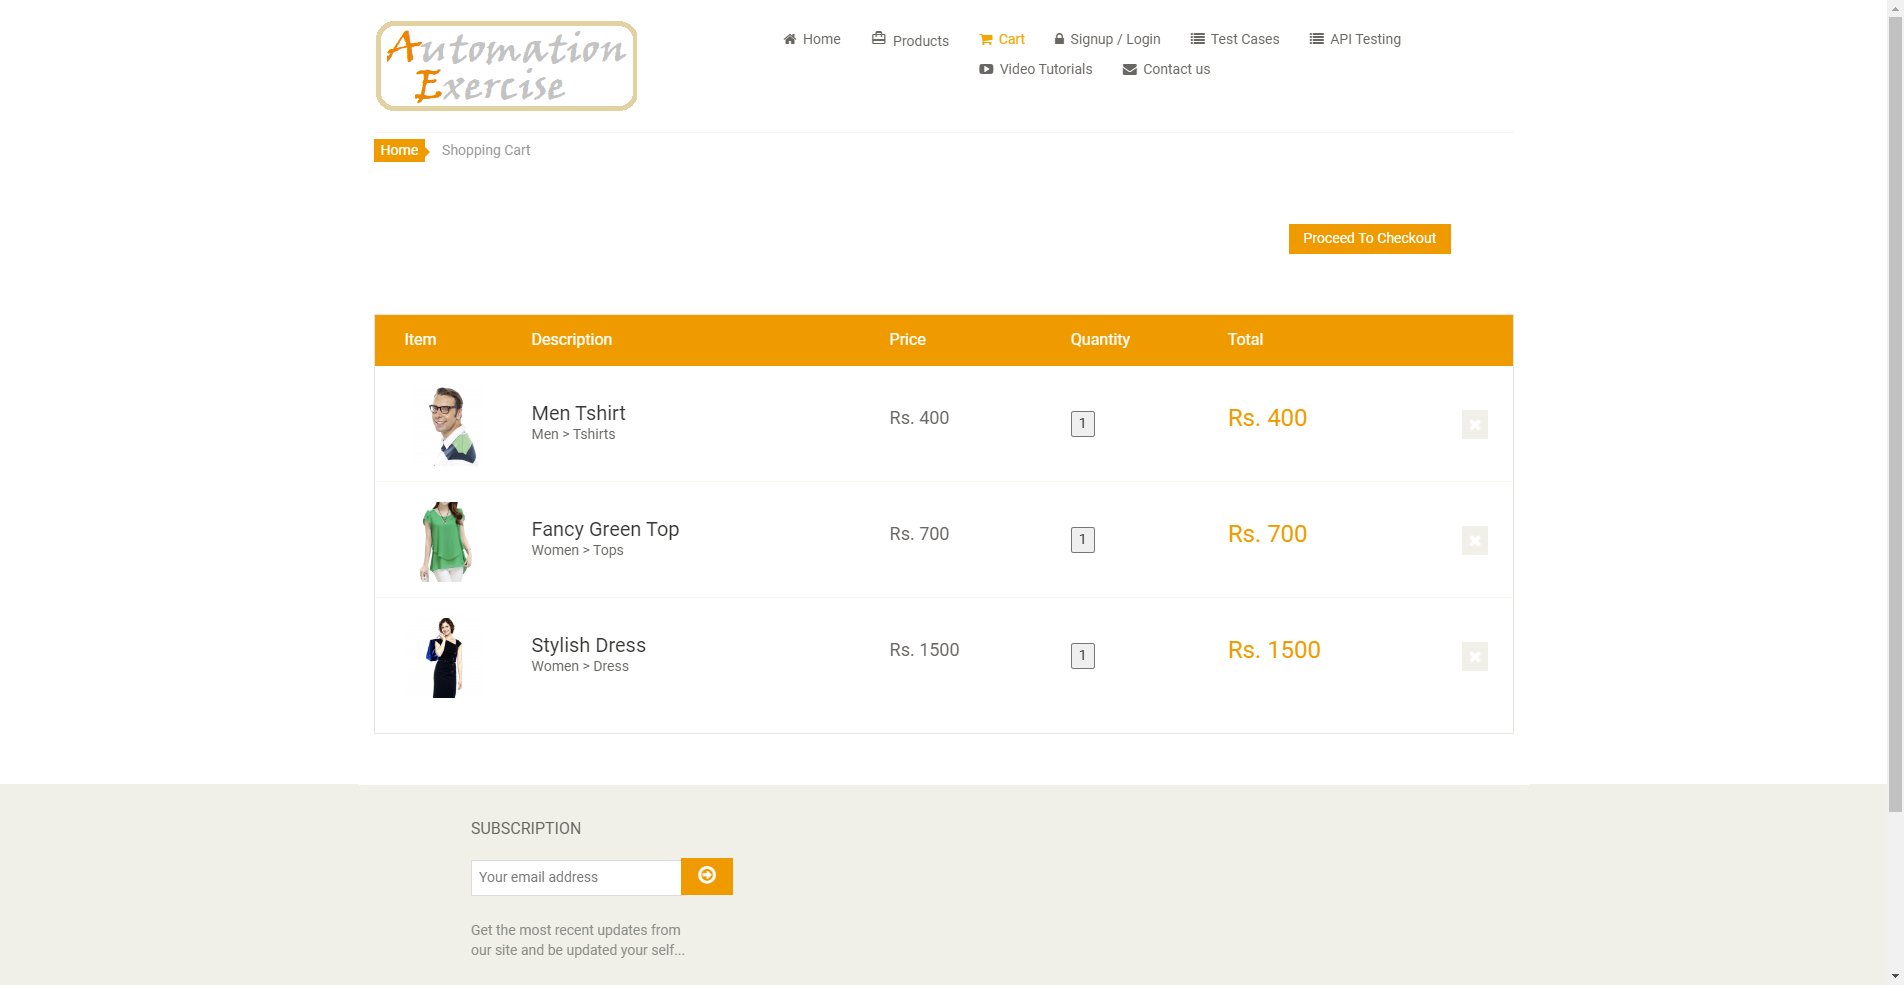 Automation
Exercise
Home
Products
Cart
Signup / Login
Test Cases
API Testing
Video Tutorials
Contact us
Home
Shopping Cart
Proceed To Checkout
Item Description Price Quantity Total
Men Tshirt
Men > Tshirts
Rs. 400
1
Rs. 400
Fancy Green Top
Women > Tops
Rs. 700
1
Rs. 700
Stylish Dress
Women > Dress
Rs. 1500
1
Rs. 1500
SUBSCRIPTION
Your email address
Get the most recent updates from
our site and be updated your self...